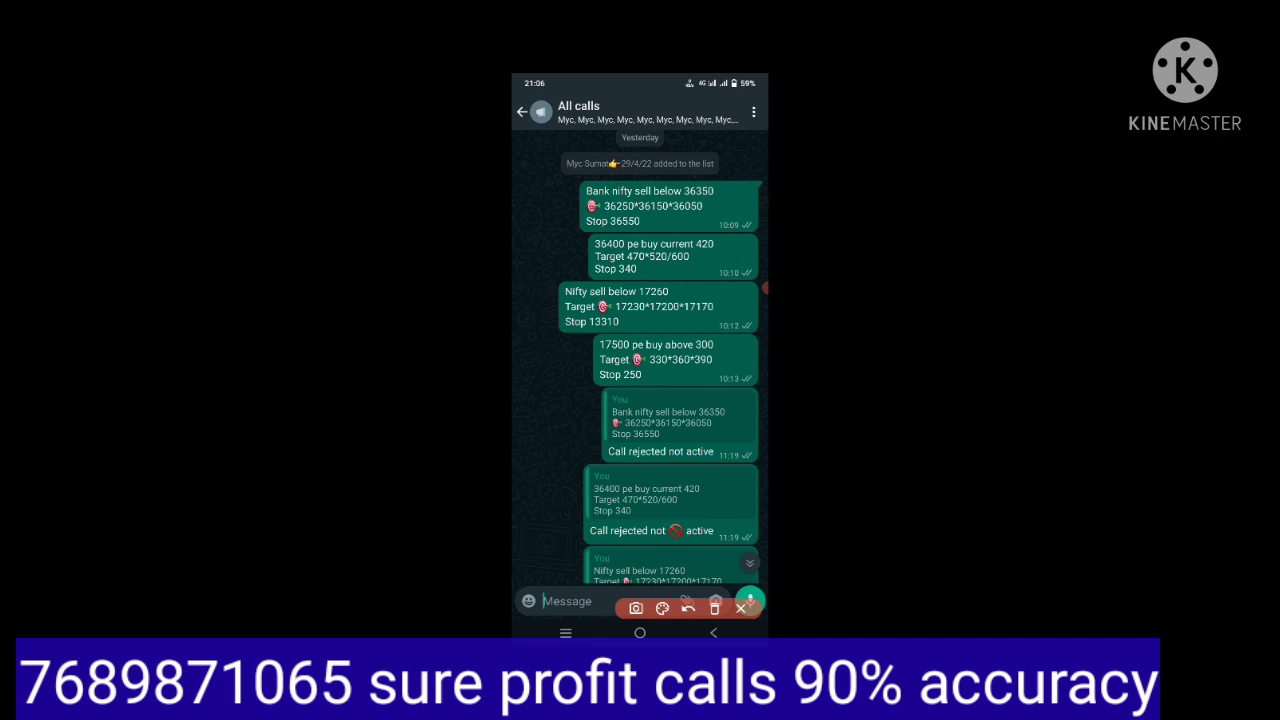 K
KINEMASTER
21:06 4G 59%
All calls
Myc, Myc, Myc, Myc, Myc, Myc, Myc, Myc, Myc,...
Yesterday
Myc Sumat👉29/4/22 added to the list
Bank nifty sell below 36350
🎯 36250*36150*36050
Stop 36550
10:09
36400 pe buy current 420
Target 470*520/600
Stop 340
10:10
Nifty sell below 17260
Target 🎯 17230*17200*17170
Stop 13310
10:12
17500 pe buy above 300
Target 🎯 330*360*390
Stop 250
10:13
You
Bank nifty sell below 36350
🎯 36250*36150*36050
Stop 36550
Call rejected not active
11:19
You
36400 pe buy current 420
Target 470*520/600
Stop 340
Call rejected not 🚫 active
11:19
You
Nifty sell below 17260
Target 🎯 17230*17200*17170
Message
7689871065 sure profit calls 90% accuracy